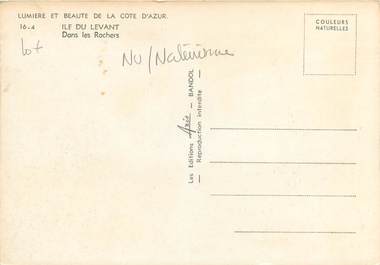 LUMIERE ET BEAUTE DE LA COTE D'AZUR.
16-4 ILE DU LEVANT
Dans les Rochers
COULEURS
NATURELLES
Lot
NU/Naturisme
Les Editions Aris - BANDOL
Reproduction interdite -